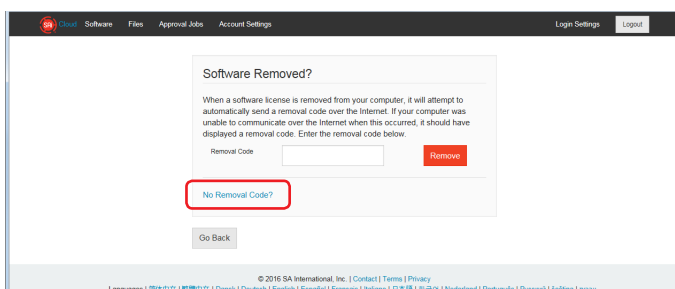 SAi Cloud Software Files Approval Jobs Account Settings Login Settings Logout
Software Removed?
When a software license is removed from your computer, it will attempt to
automatically send a removal code over the Internet. If your computer was
unable to communicate over the Internet when this occurred, it should have
displayed a removal code. Enter the removal code below.
Removal Code Remove
No Removal Code?
Go Back
© 2016 SA International, Inc. | Contact | Terms | Privacy